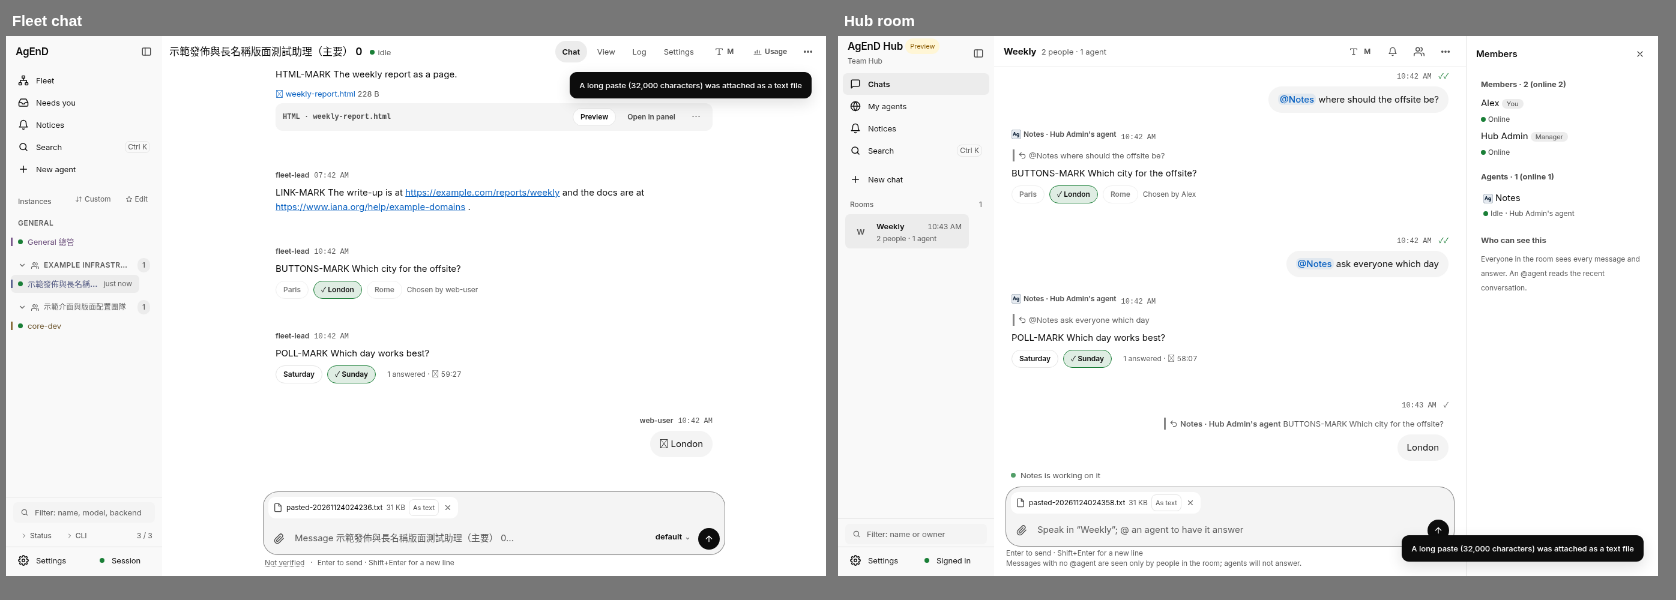 Fleet chat
AgEnD
Fleet
Needs you
Notices
Search
Ctrl K
New agent
Instances
Custom
Edit
GENERAL
General 總管
EXAMPLE INFRASTR...
1
示範發佈與長名稱...
just now
示範介面與版面配置團隊
1
core-dev
Filter: name, model, backend
Status
CLI
3 / 3
Settings
Session
示範發佈與長名稱版面測試助理（主要） 0
Idle
Chat
View
Log
Settings
M
Usage
A long paste (32,000 characters) was attached as a text file
HTML-MARK The weekly report as a page.
weekly-report.html 228 B
HTML · weekly-report.html
Preview
Open in panel
fleet-lead 07:42 AM
LINK-MARK The write-up is at https://example.com/reports/weekly and the docs are at
https://www.iana.org/help/example-domains .
fleet-lead 10:42 AM
BUTTONS-MARK Which city for the offsite?
Paris
✓ London
Rome
Chosen by web-user
fleet-lead 10:42 AM
POLL-MARK Which day works best?
Saturday
✓ Sunday
1 answered · 59:27
web-user 10:42 AM
London
pasted-20261124024236.txt 31 KB
As text
Message 示範發佈與長名稱版面測試助理（主要） 0...
default
Not verified · Enter to send · Shift+Enter for a new line
Hub room
AgEnD Hub
Preview
Team Hub
Chats
My agents
Notices
Search
Ctrl K
New chat
Rooms
1
W
Weekly
10:43 AM
2 people · 1 agent
Filter: name or owner
Settings
Signed in
Weekly
2 people · 1 agent
M
10:42 AM
@Notes where should the offsite be?
Ag
Notes · Hub Admin's agent 10:42 AM
@Notes where should the offsite be?
BUTTONS-MARK Which city for the offsite?
Paris
✓ London
Rome
Chosen by Alex
10:42 AM
@Notes ask everyone which day
Ag
Notes · Hub Admin's agent 10:42 AM
@Notes ask everyone which day
POLL-MARK Which day works best?
Saturday
✓ Sunday
1 answered · 58:07
10:43 AM
Notes · Hub Admin's agent BUTTONS-MARK Which city for the offsite?
London
Notes is working on it
pasted-20261124024358.txt 31 KB
As text
Speak in “Weekly”; @ an agent to have it answer
Enter to send · Shift+Enter for a new line
Messages with no @agent are seen only by people in the room; agents will not answer.
Members
Members · 2 (online 2)
Alex
You
Online
Hub Admin
Manager
Online
Agents · 1 (online 1)
Ag
Notes
Idle · Hub Admin's agent
Who can see this
Everyone in the room sees every message and
answer. An @agent reads the recent
conversation.
A long paste (32,000 characters) was attached as a text file